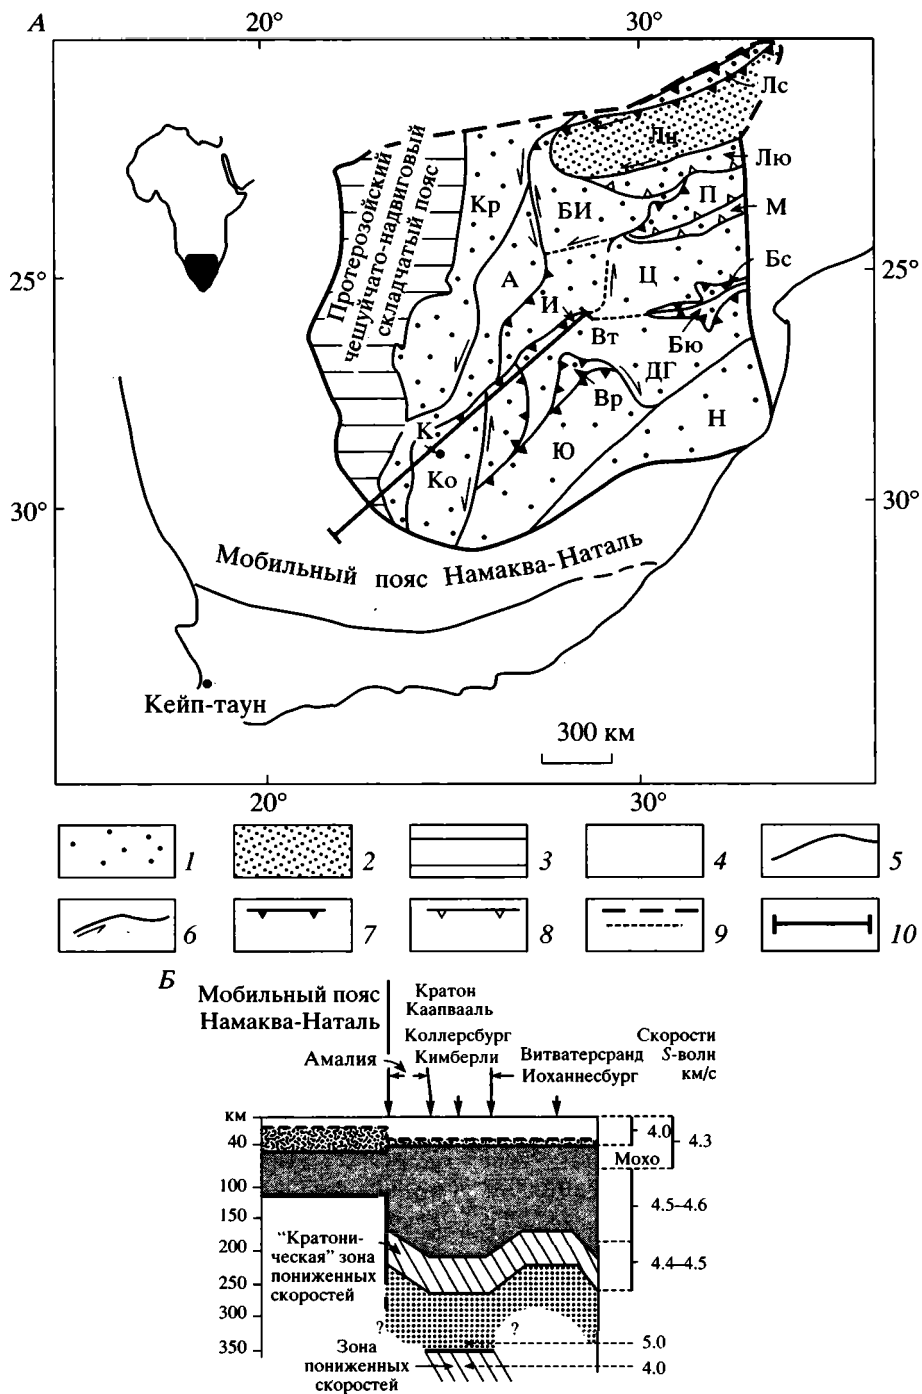 А
20°
30°
Лс
Лц
Лю
П
М
Кр
БИ
Протерозойский
чешуйчато-надвиговый
складчатый пояс
25°
25°
А
Ц
Бс
И
Вт
Бю
ДГ
Вр
Н
К
Ю
Ко
30°
30°
Мобильный пояс Намаква-Наталь
Кейп-таун
300 км
20°
30°
1
2
3
4
5
6
7
8
9
10
Б
Мобильный пояс
Намаква-Наталь
Кратон
Каапвааль
Коллерсбург
Кимберли
Амалия
Витватерсранд
Иоханнесбург
Скорости
S-волн
км/с
км
40
100
150
200
250
300
350
4.0
4.3
Мохо
4.5–4.6
4.4–4.5
"Кратони-
ческая" зона
пониженных
скоростей
?
?
5.0
4.0
Зона
пониженных
скоростей